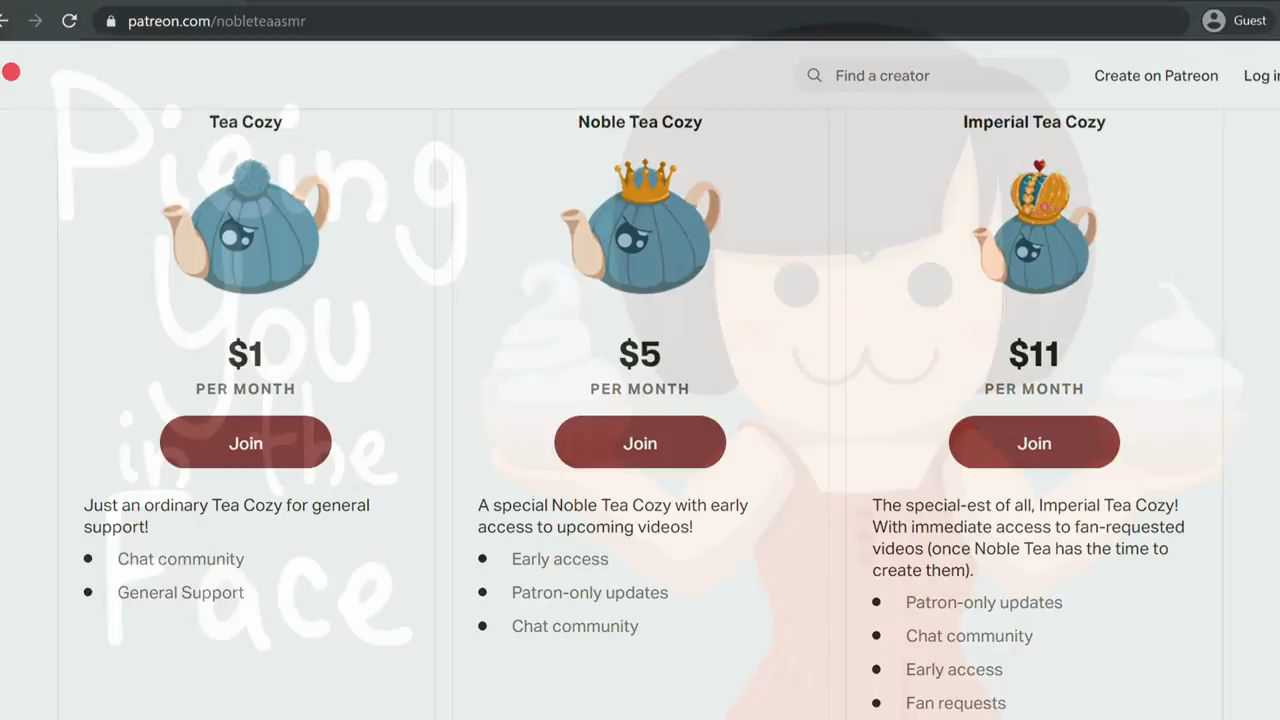 patreon.com/nobleteaasmr
Guest
Find a creator
Create on Patreon
Log in
Tea Cozy
$1
PER MONTH
Join
Just an ordinary Tea Cozy for general
support!
Chat community
General Support
Noble Tea Cozy
$5
PER MONTH
Join
A special Noble Tea Cozy with early
access to upcoming videos!
Early access
Patron-only updates
Chat community
Imperial Tea Cozy
$11
PER MONTH
Join
The special-est of all, Imperial Tea Cozy!
With immediate access to fan-requested
videos (once Noble Tea has the time to
create them).
Patron-only updates
Chat community
Early access
Fan requests
Pieing
You
in the
Face